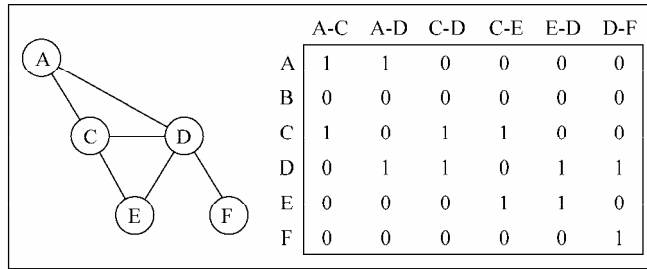 A
C
D
E
F
A-C A-D C-D C-E E-D D-F
A 1 1 0 0 0 0
B 0 0 0 0 0 0
C 1 0 1 1 0 0
D 0 1 1 0 1 1
E 0 0 0 1 1 0
F 0 0 0 0 0 1